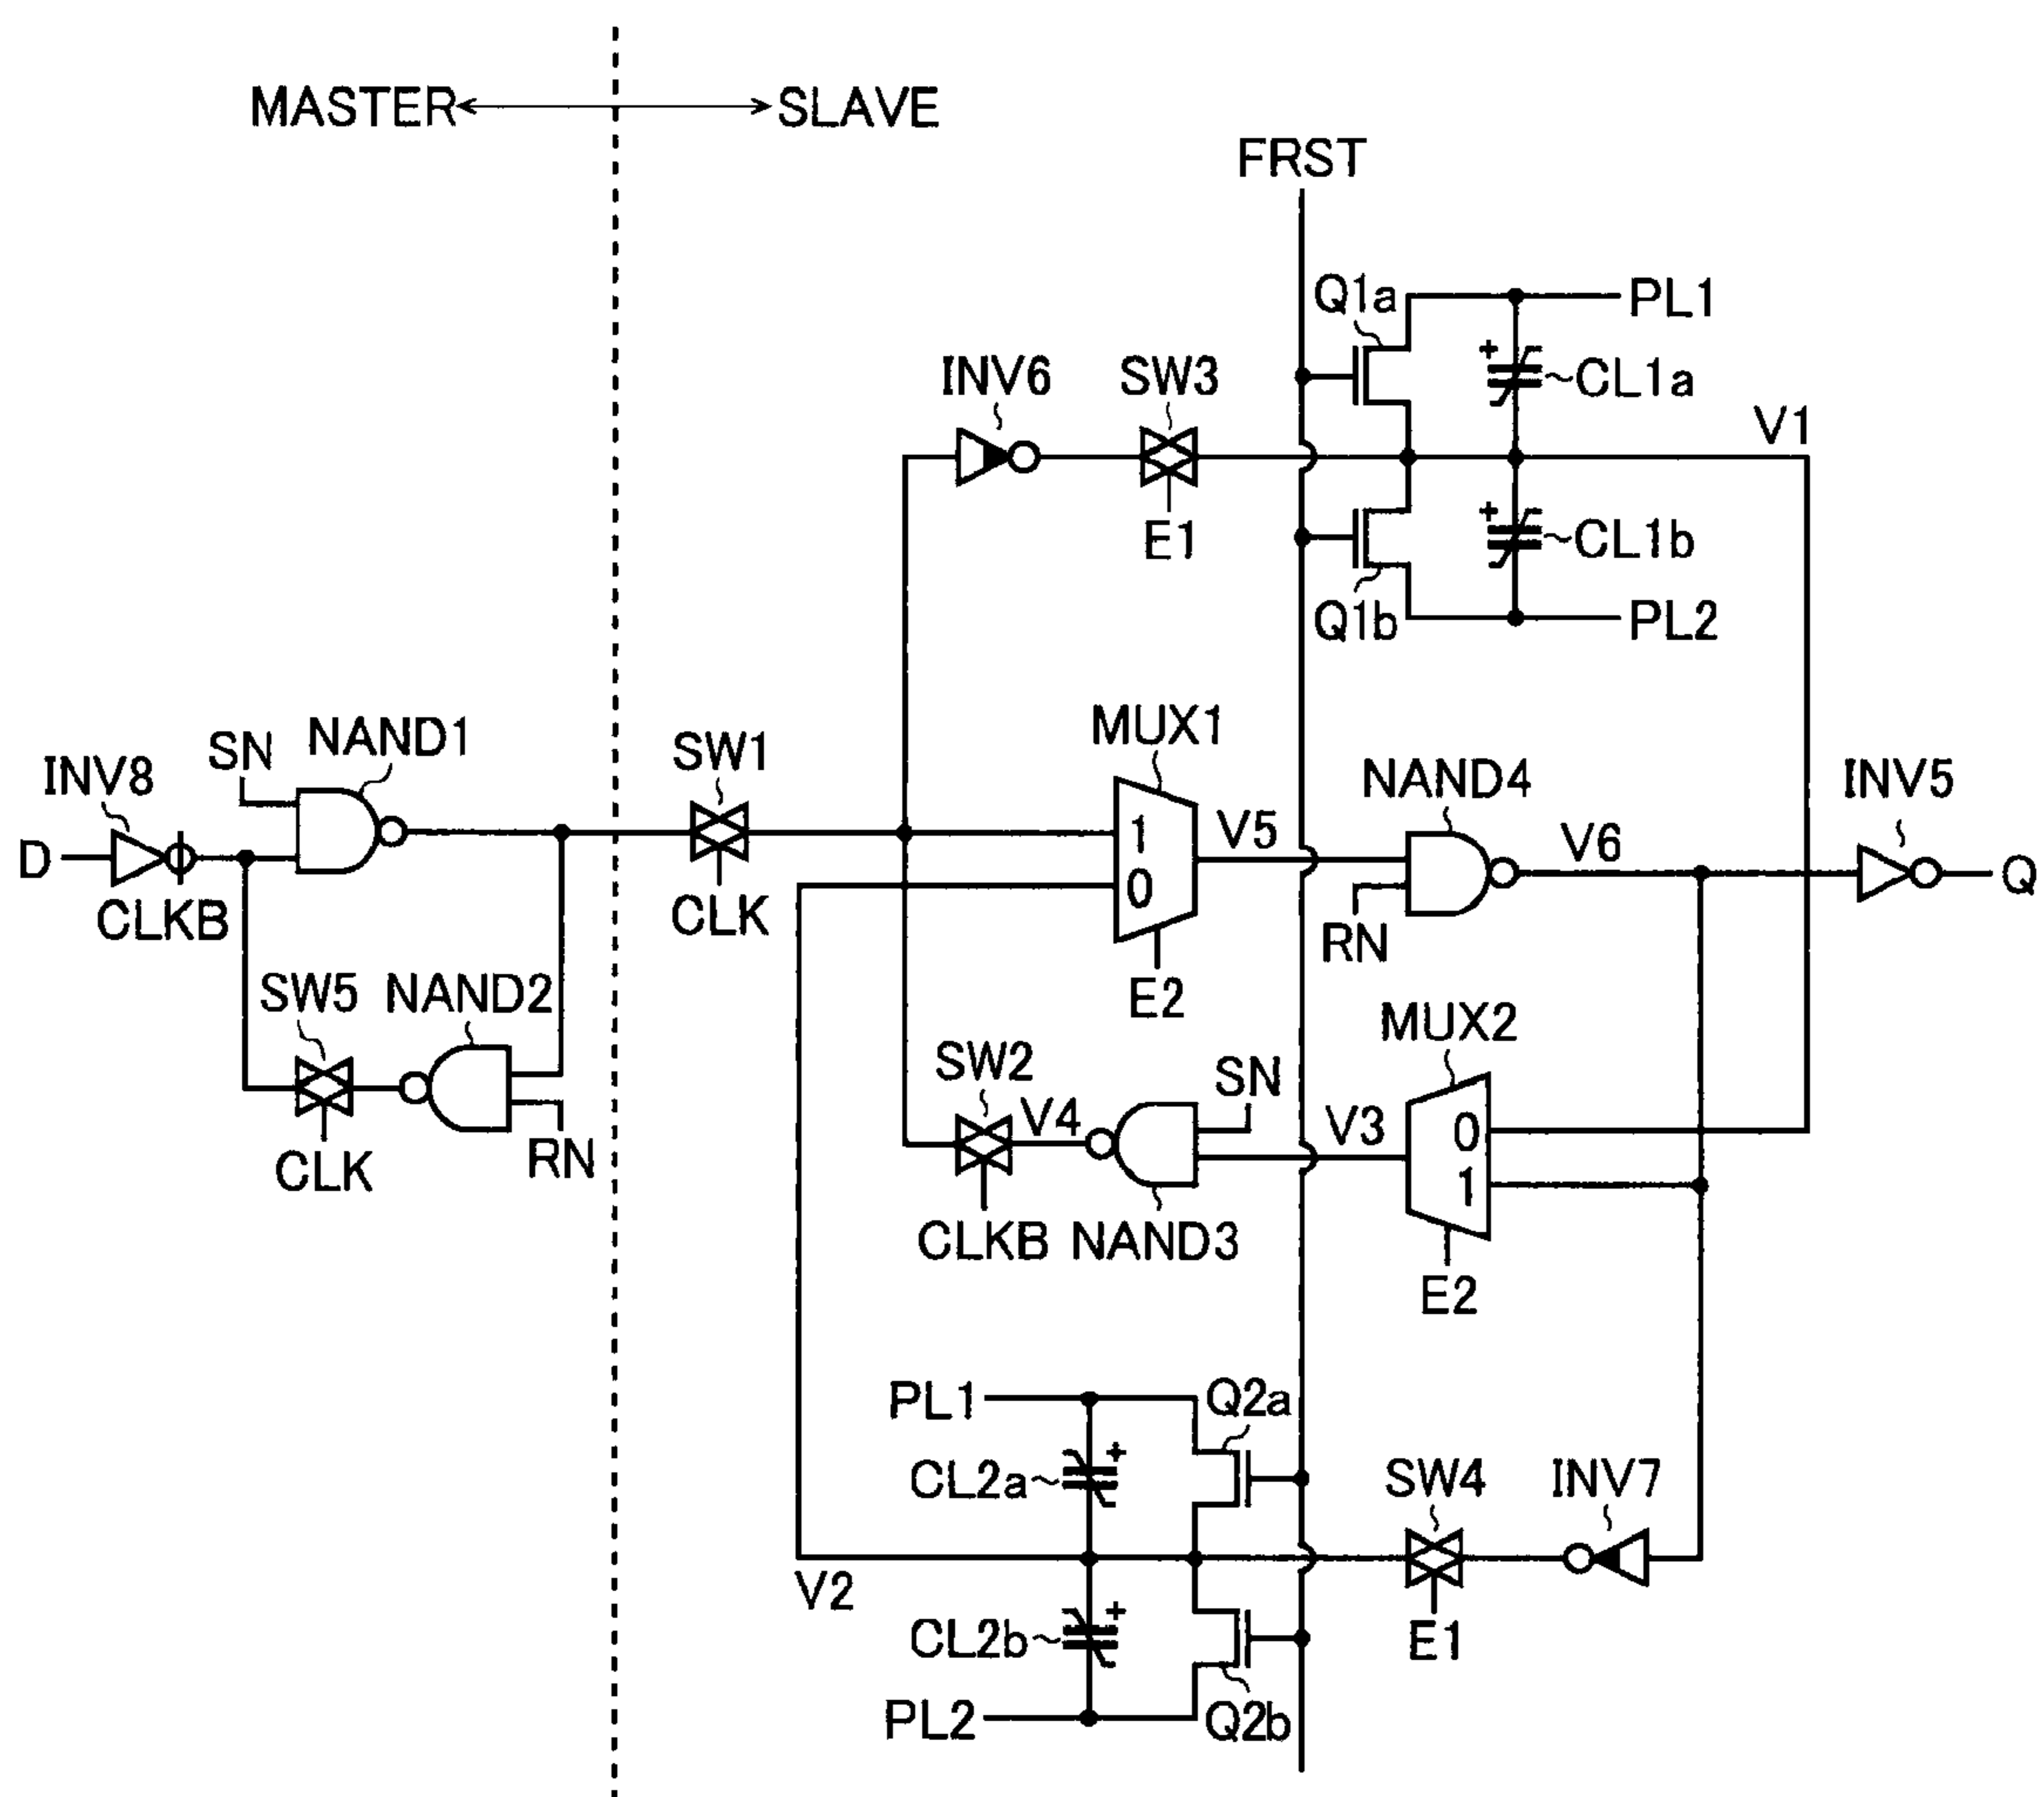 MASTER SLAVE
FRST
Q1a
PL1
INV6
SW3
+
CL1a
V1
E1
+
CL1b
Q1b
PL2
MUX1
SN
NAND1
SW1
INV8
NAND4
INV5
1
V5
V6
D
0
Q
CLKB
CLK
RN
SW5
NAND2
E2
MUX2
SW2
SN
V4
V3
0
RN
1
CLK
CLKB
NAND3
E2
PL1
Q2a
+
CL2a
SW4
INV7
V2
+
CL2b
E1
PL2
Q2b